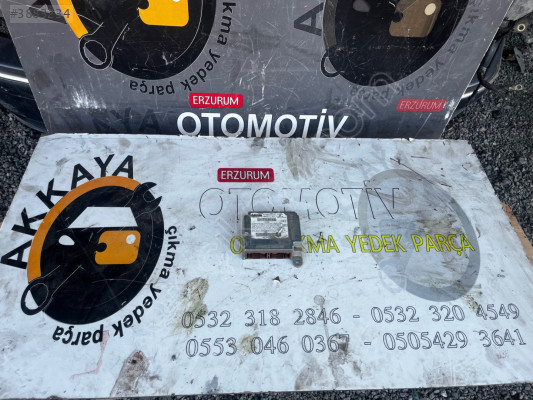 AKKAYA
çıkma yedek parça
ERZURUM
ERZURUM
OTOMOTİV
AKKAYA
çıkma yedek parça
ERZURUM
OTOMOTİV
YEDEK PARÇA
0532 318 2846 - 0532 320 4549
0553 046 0367 - 0505429 3641